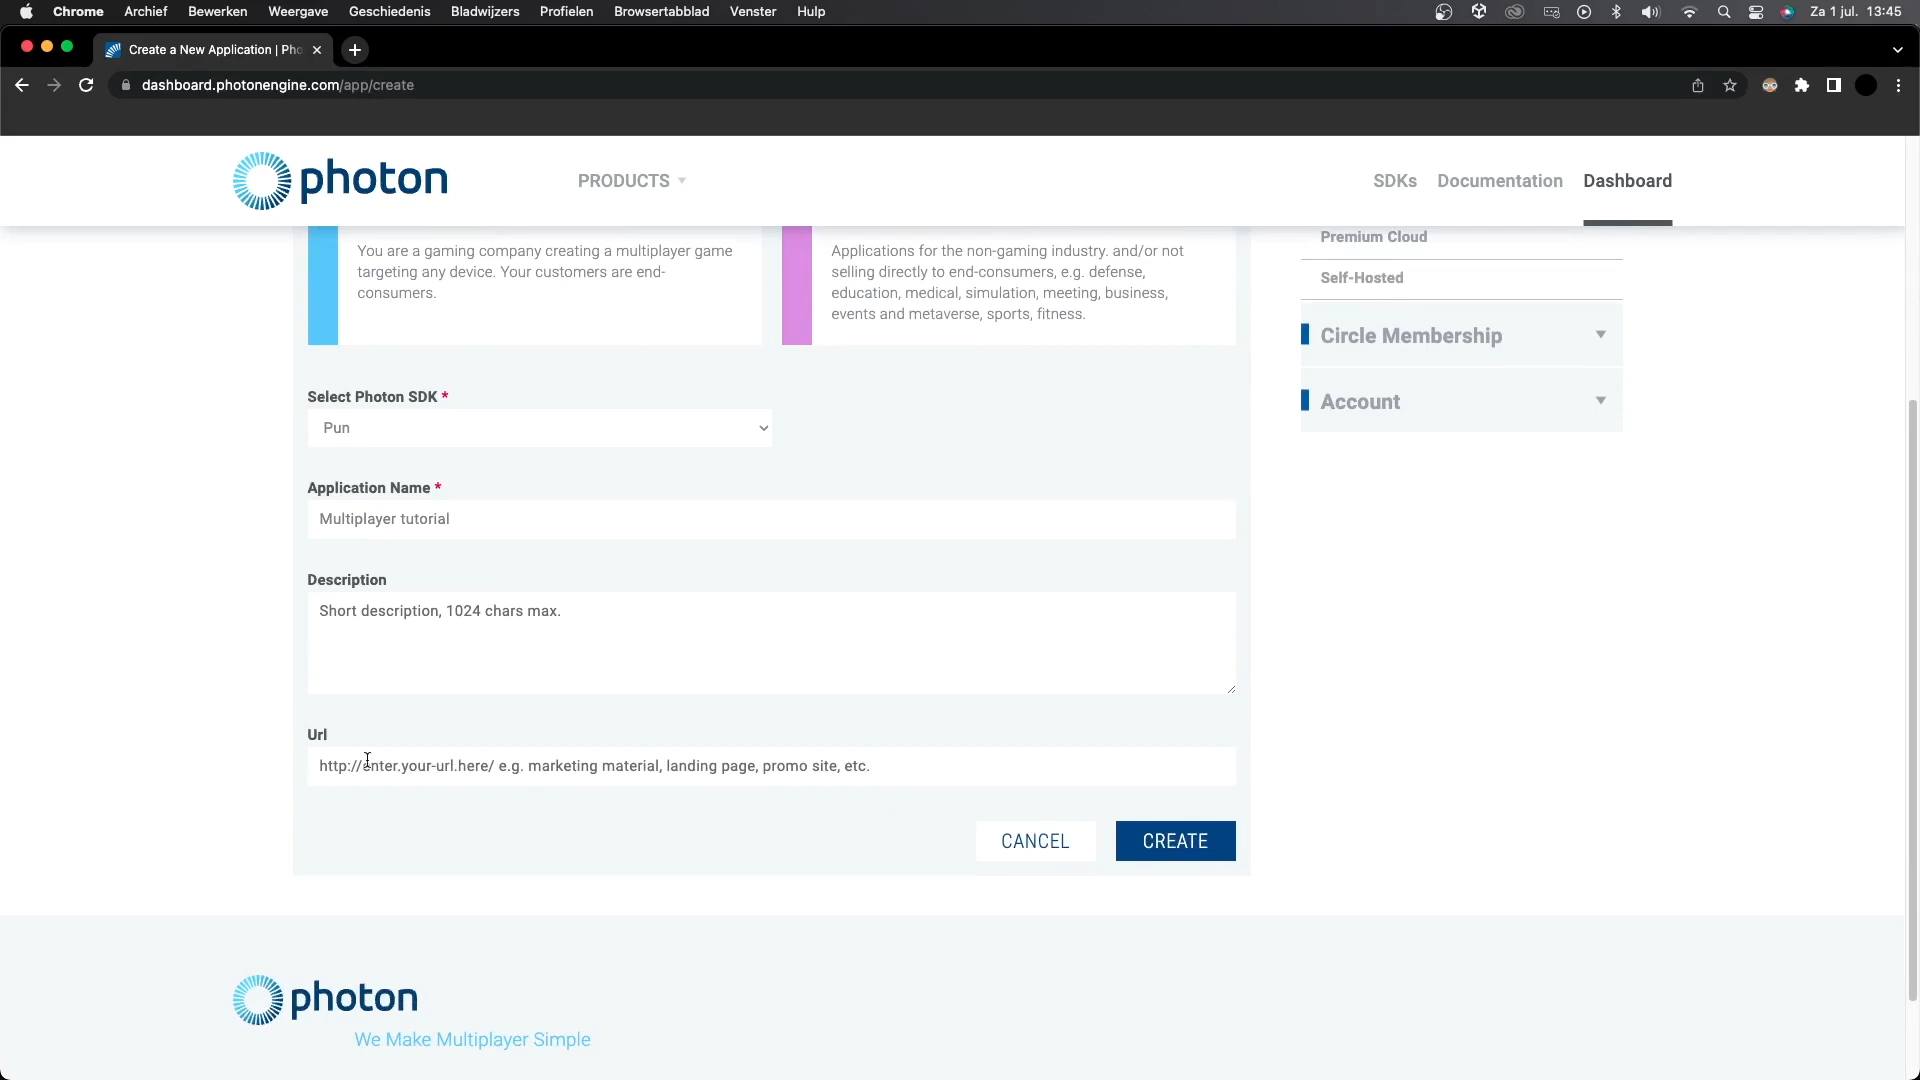 Chrome Archief Bewerken Weergave Geschiedenis Bladwijzers Profielen Browsertabblad Venster Hulp Za 1 jul. 13:45
Create a New Application | Pho
dashboard.photonengine.com/app/create
photon PRODUCTS SDKs Documentation Dashboard
You are a gaming company creating a multiplayer game
targeting any device. Your customers are end-
consumers.
Applications for the non-gaming industry. and/or not
selling directly to end-consumers, e.g. defense,
education, medical, simulation, meeting, business,
events and metaverse, sports, fitness.
Premium Cloud
Self-Hosted
Circle Membership
Account
Select Photon SDK *
Pun
Application Name *
Multiplayer tutorial
Description
Short description, 1024 chars max.
Url
http://enter.your-url.here/ e.g. marketing material, landing page, promo site, etc.
CANCEL CREATE
photon
We Make Multiplayer Simple